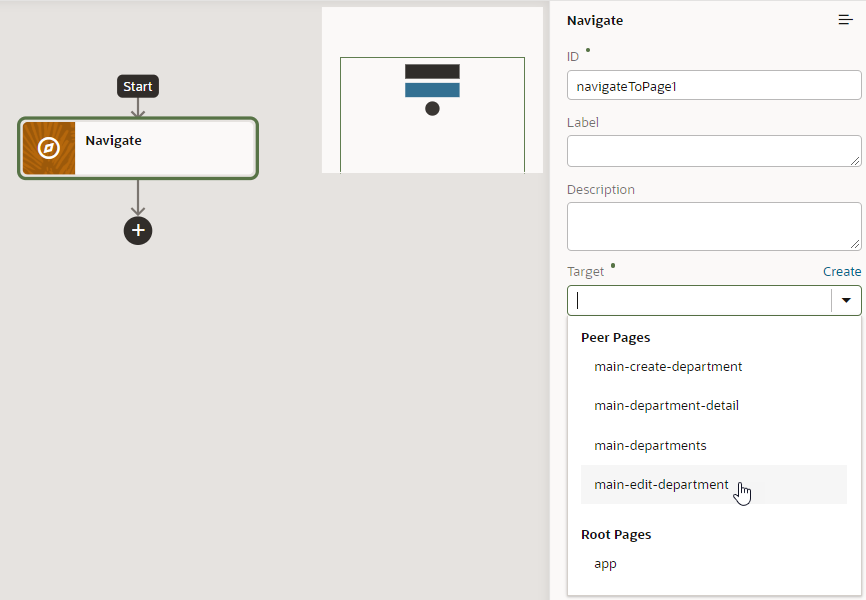 Start
Navigate
Navigate
ID
navigateToPage1
Label
Description
Target
Create
Peer Pages
main-create-department
main-department-detail
main-departments
main-edit-department
Root Pages
app